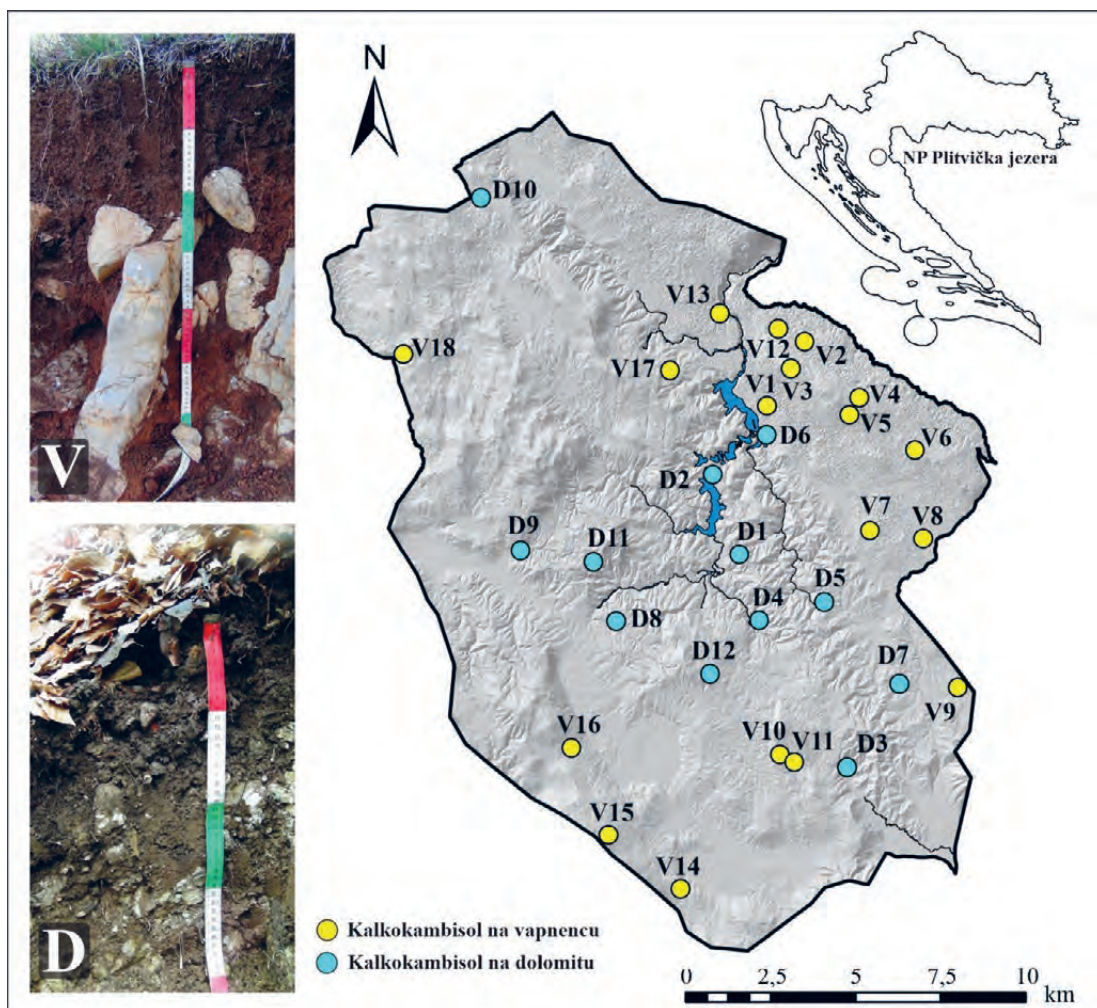 V
D
N
NP Plitvička jezera
D10
V13
V12
V2
V18
V17
V1
V3
V4
V5
D6
V6
D2
V7
V8
D9
D11
D1
D5
D8
D4
D12
D7
V9
V16
V10
V11
D3
V15
V14
Kalkokambisol na vapnencu
Kalkokambisol na dolomitu
0
2,5
5
7,5
10
km